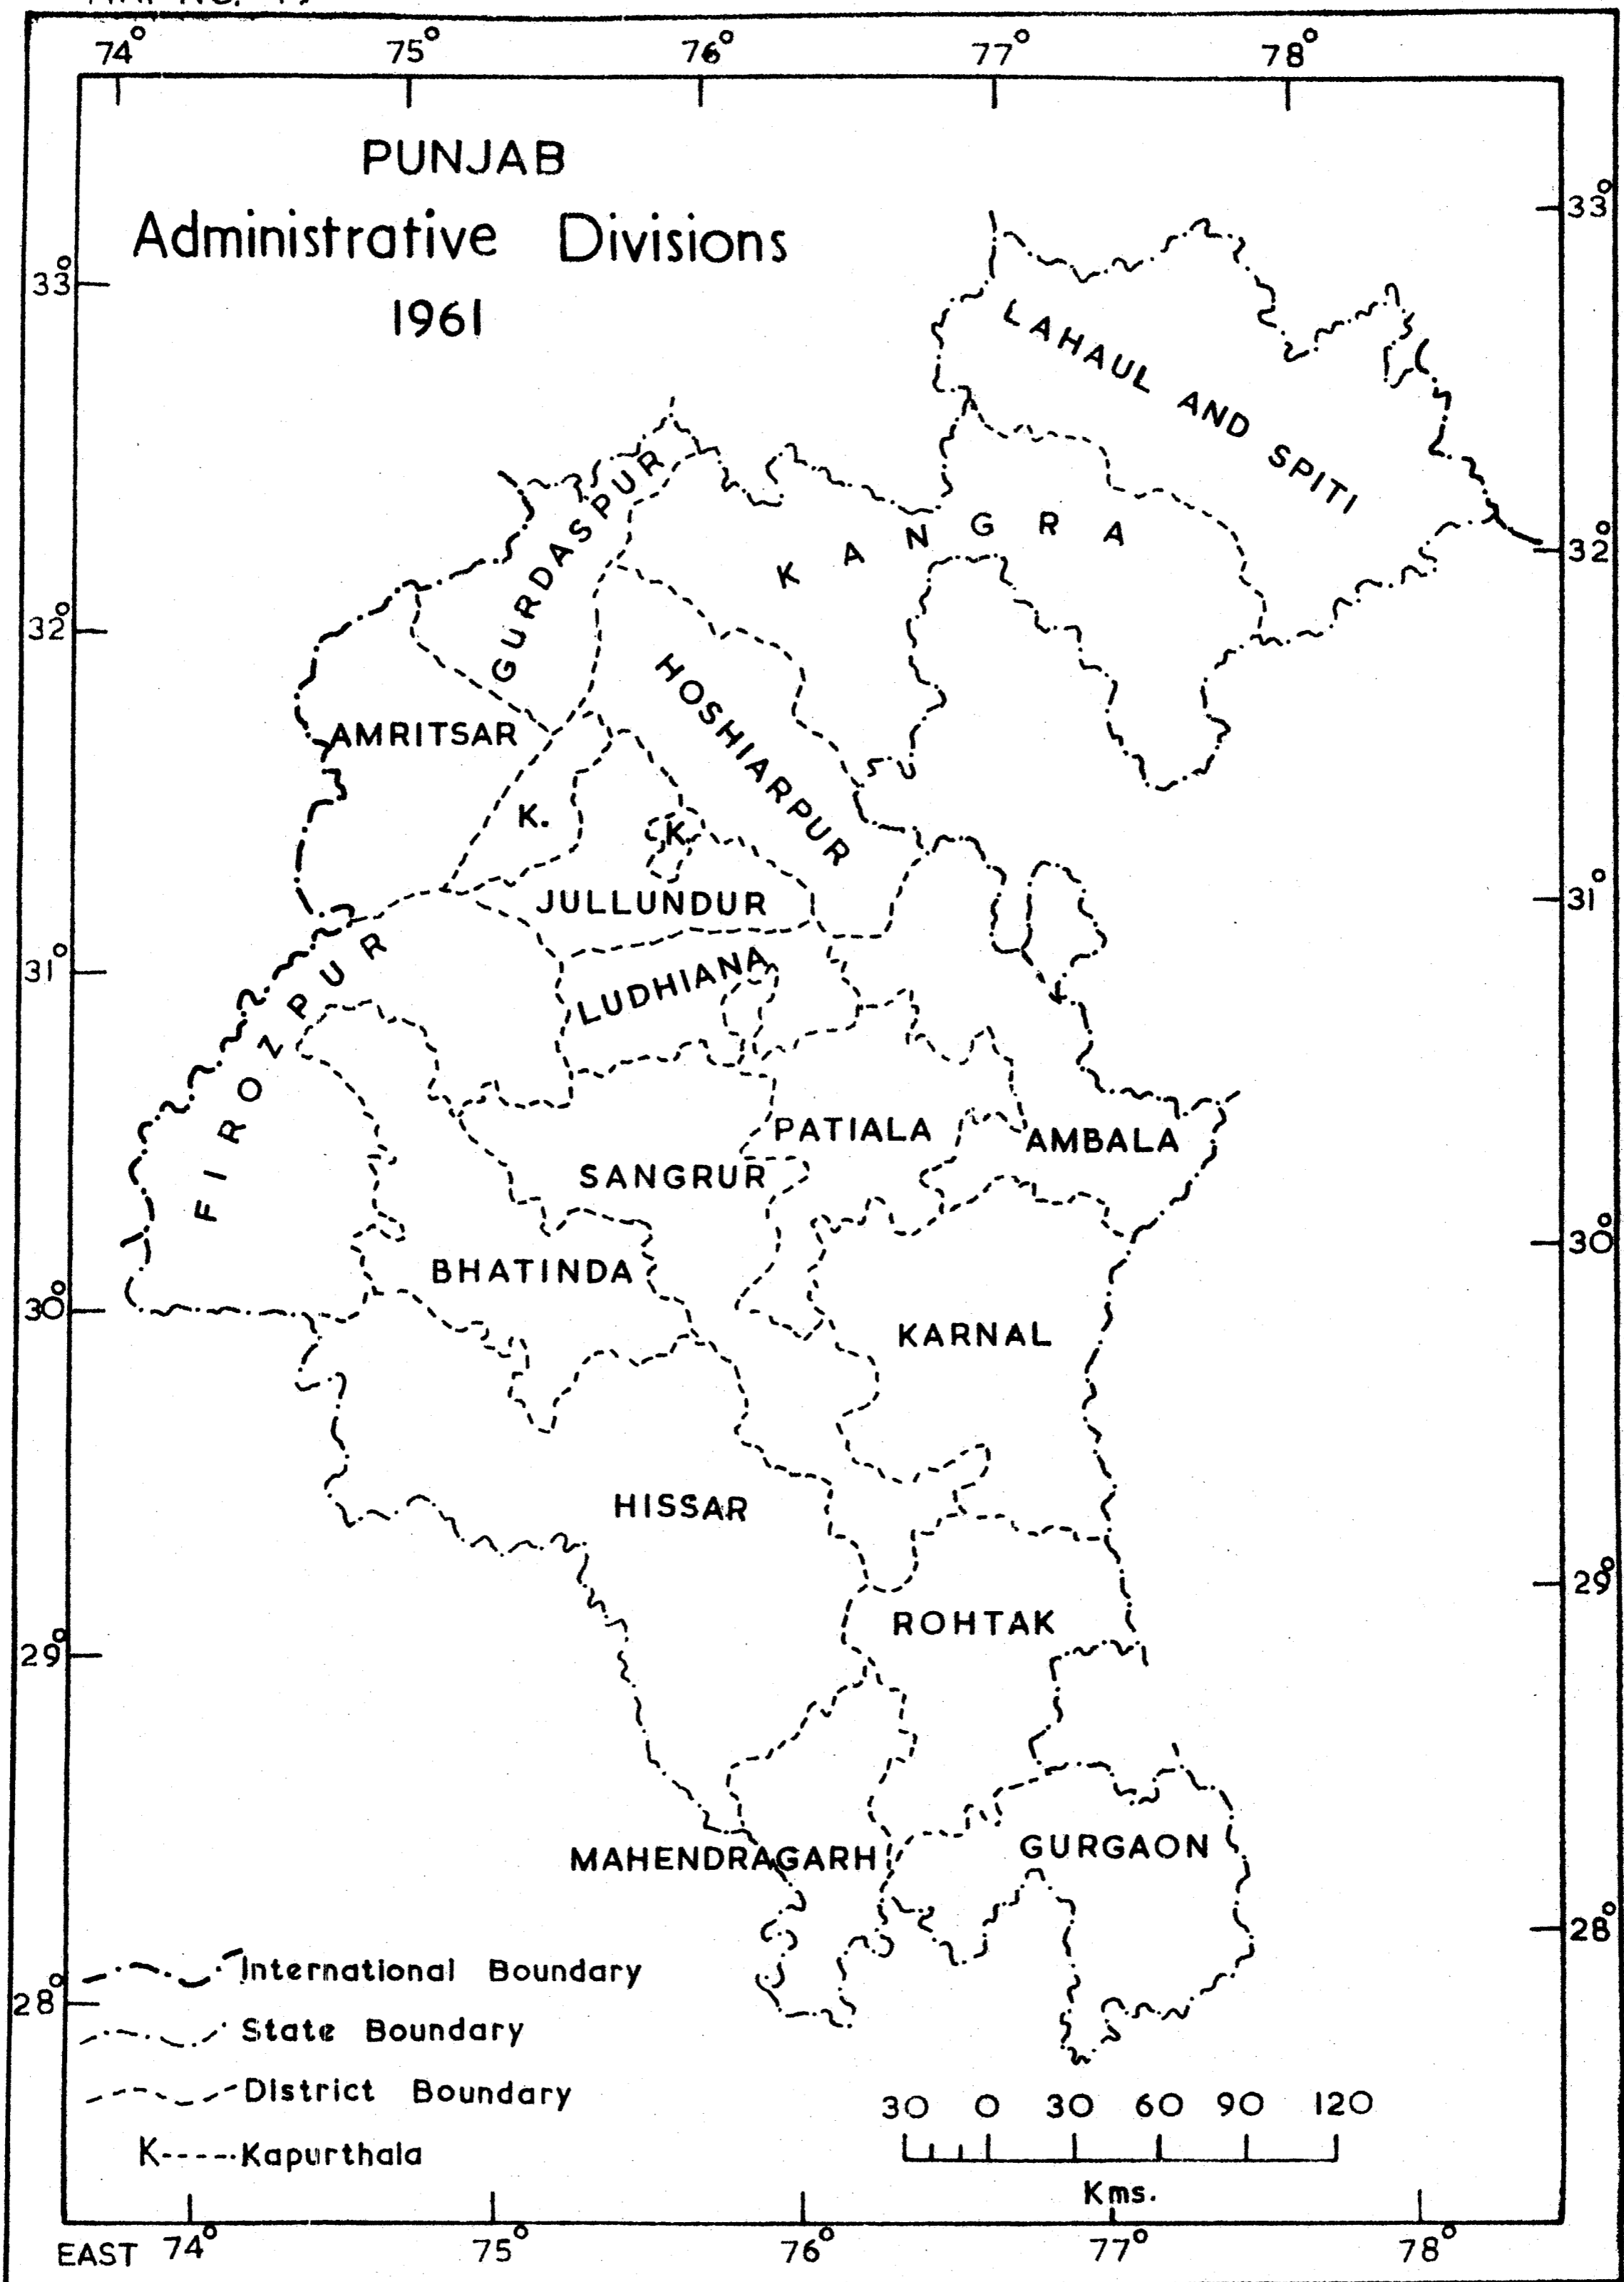 74° 75° 76° 77° 78°
PUNJAB
Administrative Divisions
1961
33°
33°
LAHAUL AND SPITI
GURDASPUR
KANGRA
32°
32°
HOSHIARPUR
AMRITSAR
K.
K
JULLUNDUR
31°
31°
LUDHIANA
FIROZPUR
PATIALA
AMBALA
SANGRUR
30°
BHATINDA
30°
KARNAL
HISSAR
29°
ROHTAK
29°
GURGAON
MAHENDRAGARH
28°
International Boundary
28°
State Boundary
District Boundary
K-----Kapurthala
30 0 30 60 90 120
Kms.
EAST 74° 75° 76° 77° 78°